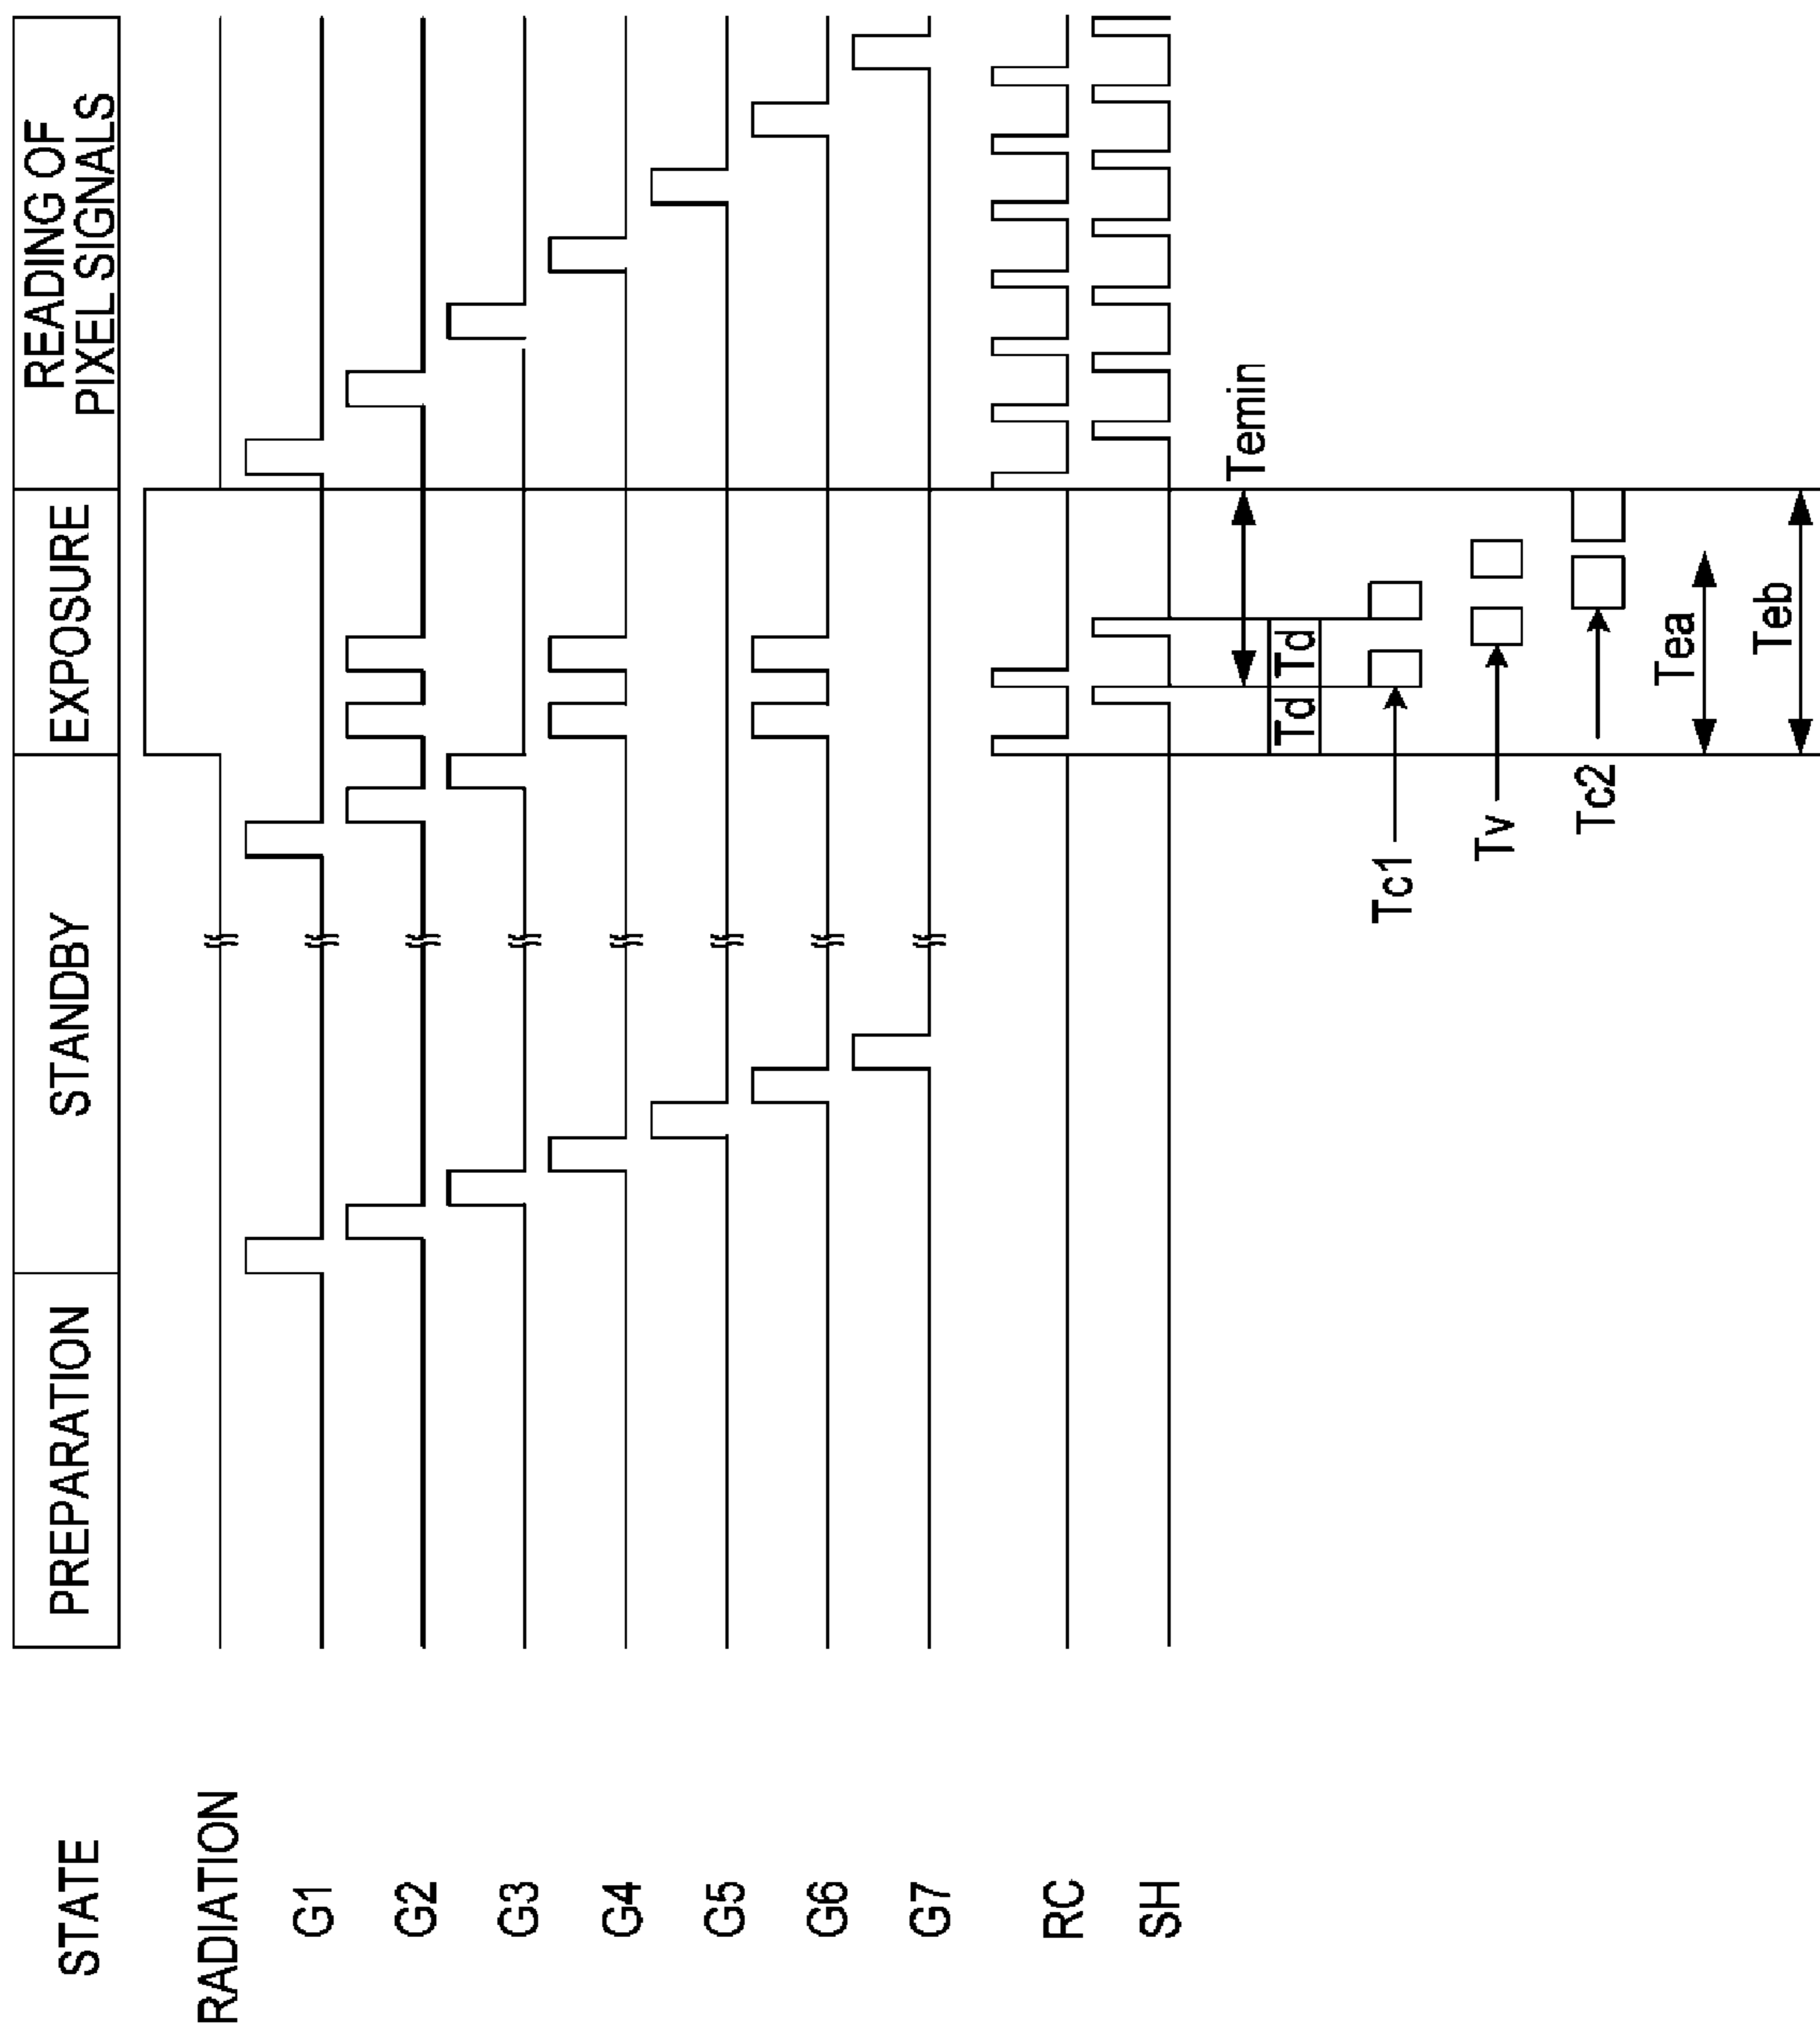 STATE
PREPARATION
STANDBY
EXPOSURE
READING OF
PIXEL SIGNALS
RADIATION
G1
G2
G3
G4
G5
G6
G7
RC
SH
Temin
Td
Td
Tc1
Tv
Tc2
Tea
Teb